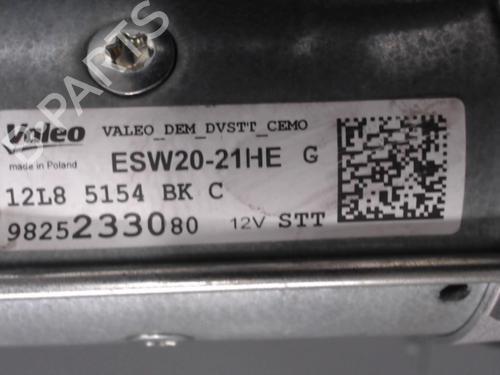 B-PARTS
Valeo VALEO_DEM_DVSTT_CEMO
made in Poland ESW20-21HE G
12L8 5154 BK C
9825233080 12V STT